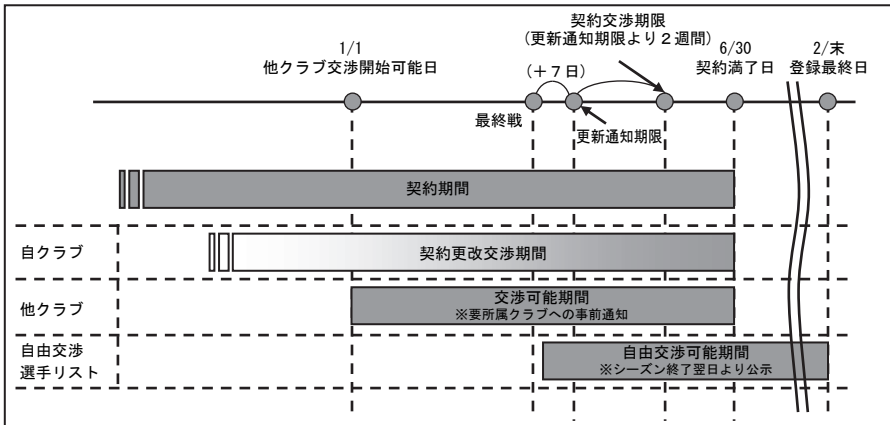 契約交渉期限
（更新通知期限より２週間）
1/1
他クラブ交渉開始可能日
6/30
契約満了日
2/末
登録最終日
（＋７日）
最終戦
更新通知期限
契約期間
自クラブ
契約更改交渉期間
他クラブ
交渉可能期間
※要所属クラブへの事前通知
自由交渉
選手リスト
自由交渉可能期間
※シーズン終了翌日より公示